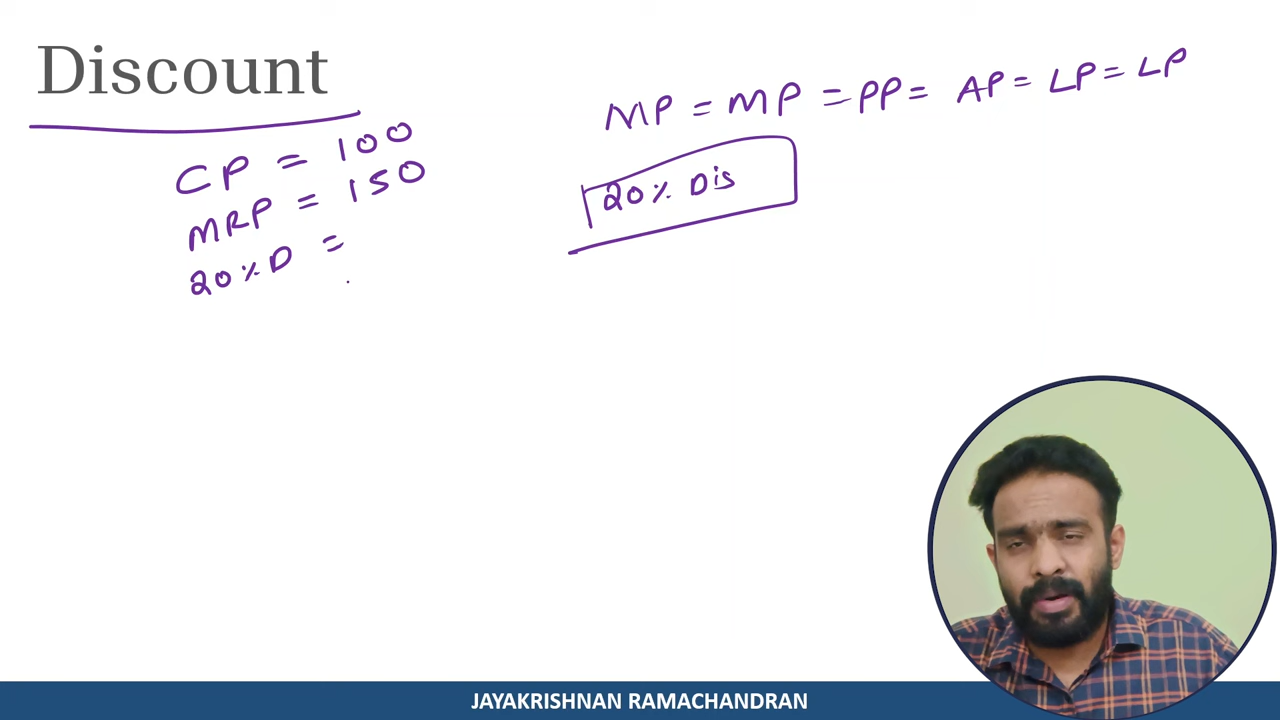 Discount
MP = MP = PP = AP = LP = LP
CP = 100
MRP = 150
20% D =
20% Dis
JAYAKRISHNAN RAMACHANDRAN